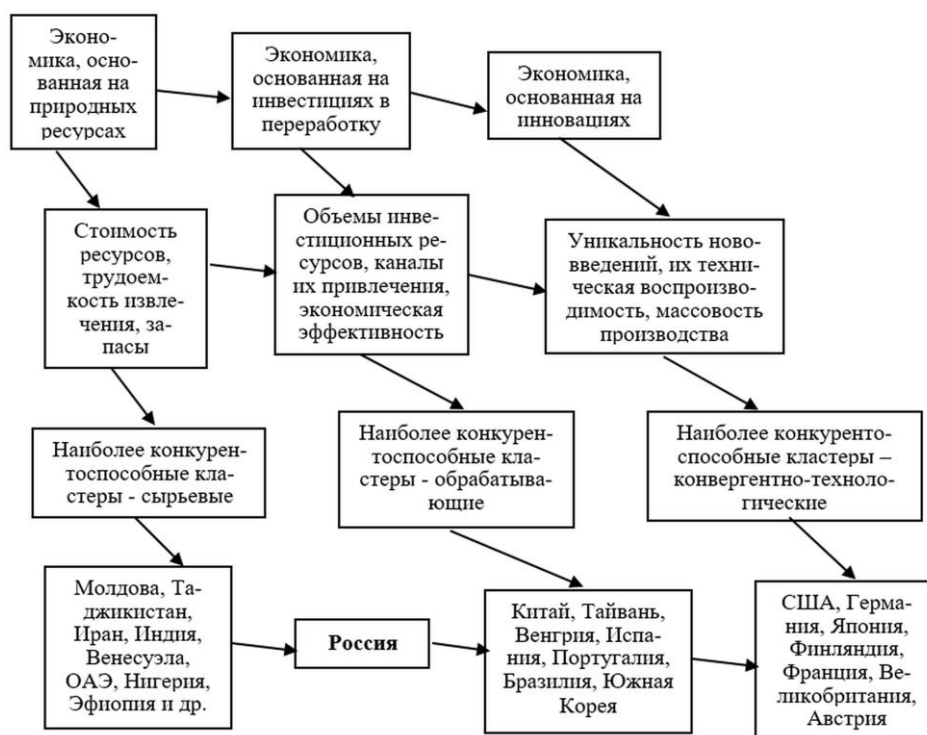 Эконо-
мика, осно-
ванная на
природных
ресурсах
Экономика,
основанная на
инвестициях в
переработку
Экономика,
основанная на
инновациях
Стоимость
ресурсов,
трудоем-
кость извле-
чения, за-
пасы
Объемы инве-
стиционных ре-
сурсов, каналы
их привлечения,
экономическая
эффективность
Уникальность ново-
введений, их техни-
ческая воспроизво-
димость, массовость
производства
Наиболее конкурен-
тоспособные кла-
стеры - сырьевые
Наиболее конкурен-
тоспособные кла-
стеры - обрабатыва-
ющие
Наиболее конкуренто-
способные кластеры –
конвергентно-техноло-
гические
Молдова, Та-
джикистан,
Иран, Индия,
Венесуэла,
ОАЭ, Нигерия,
Эфиопия и др.
Россия
Китай, Тайвань,
Венгрия, Испа-
ния, Португалия,
Бразилия, Южная
Корея
США, Герма-
ния, Япония,
Финляндия,
Франция, Ве-
ликобритания,
Австрия